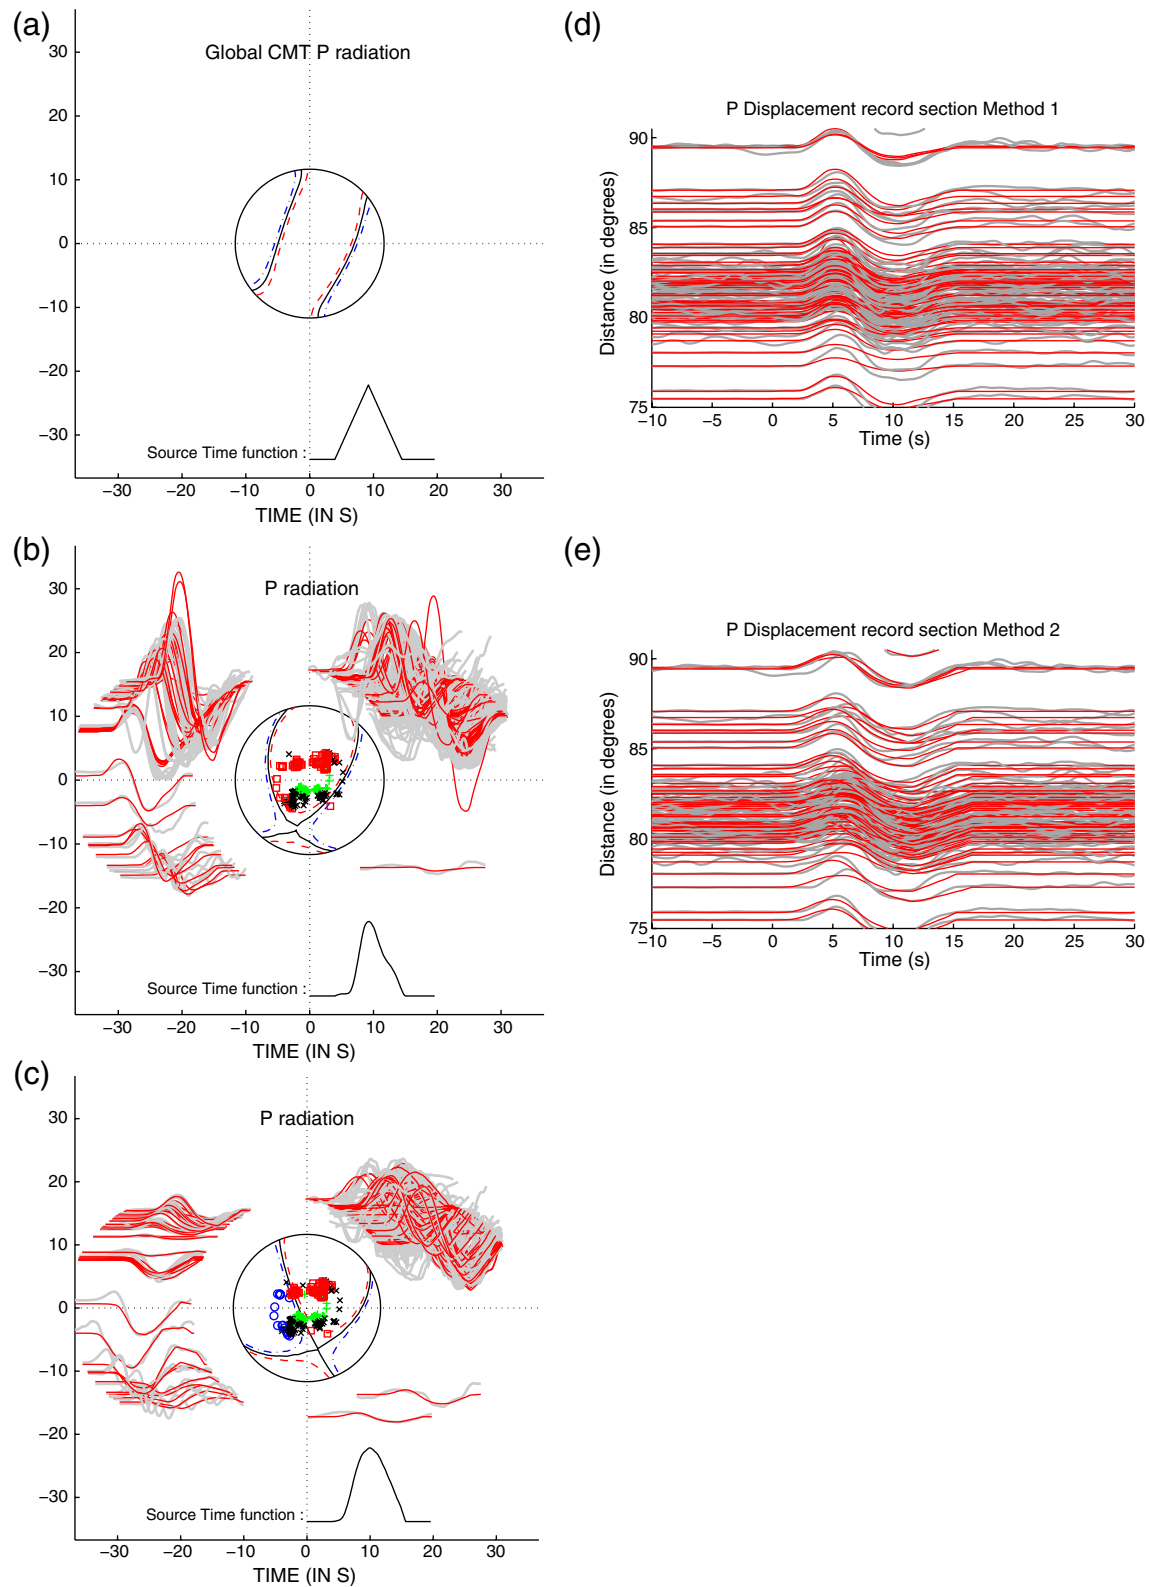 (a)
Global CMT P radiation
30
20
10
0
−10
−20
−30
Source Time function :
−30 −20 −10 0 10 20 30
TIME (IN S)
(b)
P radiation
30
20
10
0
−10
−20
−30
Source Time function :
−30 −20 −10 0 10 20 30
TIME (IN S)
(c)
P radiation
30
20
10
0
−10
−20
−30
Source Time function :
−30 −20 −10 0 10 20 30
TIME (IN S)
(d)
P Displacement record section Method 1
90
85
80
75
Distance (in degrees)
−10 −5 0 5 10 15 20 25 30
Time (s)
(e)
P Displacement record section Method 2
90
85
80
75
Distance (in degrees)
−10 −5 0 5 10 15 20 25 30
Time (s)